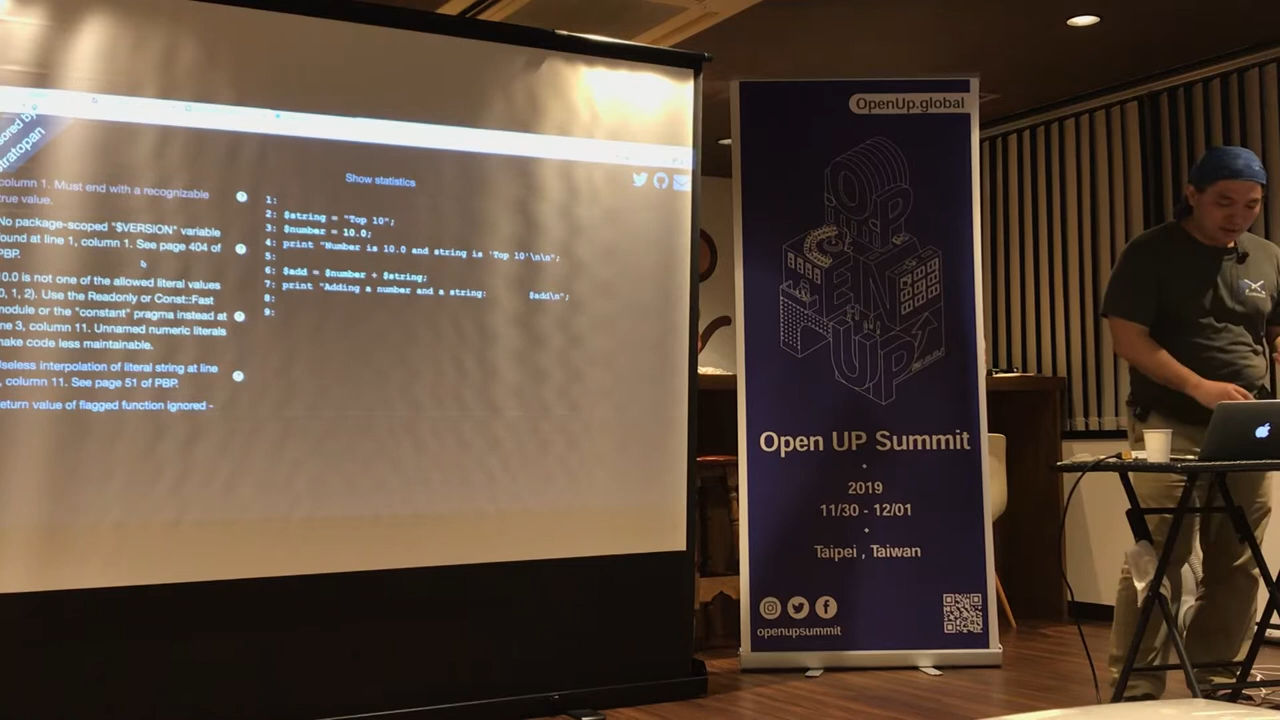 ored by
tratopan
column 1. Must end with a recognizable
true value.
No package-scoped "$VERSION" variable
found at line 1, column 1. See page 404 of
PBP.
10.0 is not one of the allowed literal values
0, 1, 2). Use the Readonly or Const::Fast
module or the "constant" pragma instead at
ne 3, column 11. Unnamed numeric literals
make code less maintainable.
Useless interpolation of literal string at line
, column 11. See page 51 of PBP.
eturn value of flagged function ignored -
Show statistics
1:
2: $string = "Top 10";
3: $number = 10.0;
4: print "Number is 10.0 and string is 'Top 10'\n\n";
5:
6: $add = $number + $string;
7: print "Adding a number and a string: $add\n";
8:
9:
OpenUp.global
OPEN
UP
Open UP Summit
2019
11/30 - 12/01
Taipei , Taiwan
openupsummit